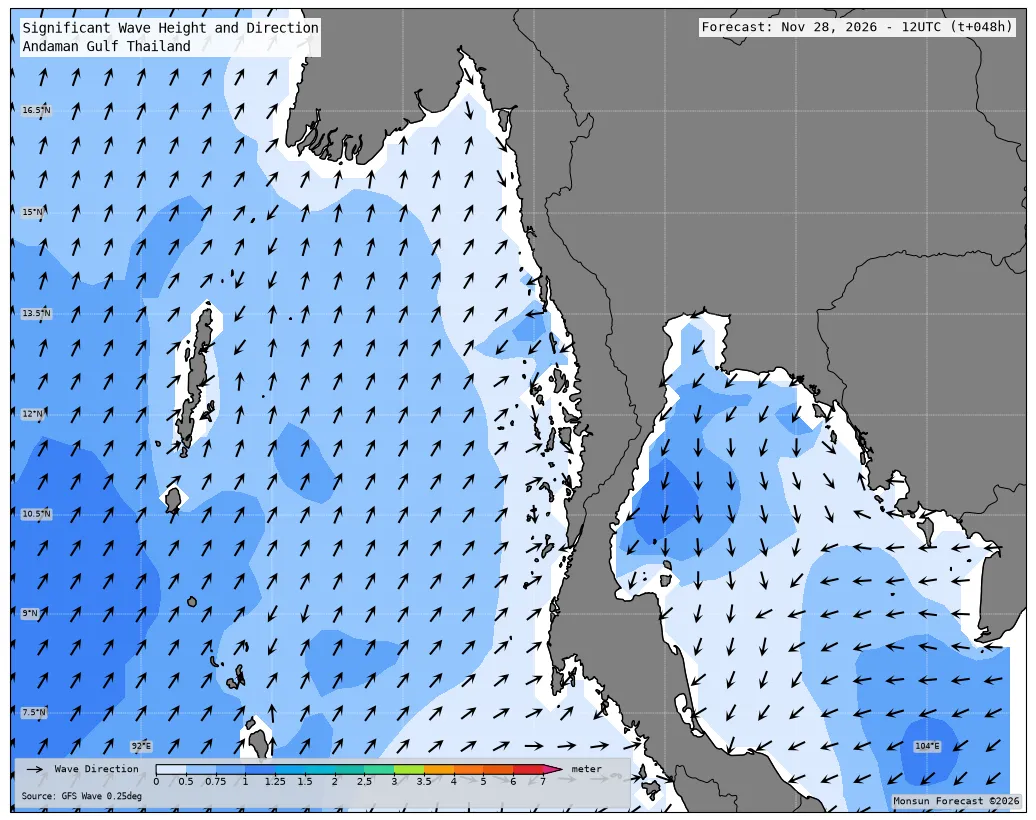 Significant Wave Height and Direction
Andaman Gulf Thailand
Forecast: Nov 28, 2026 - 12UTC (t+048h)
16.5°N
15°N
13.5°N
12°N
10.5°N
9°N
7.5°N
92°E
104°E
Wave Direction
meter
0 0.5 0.75 1 1.25 1.5 2 2.5 3 3.5 4 5 6 7
Source: GFS Wave 0.25deg
Monsun Forecast ©2026